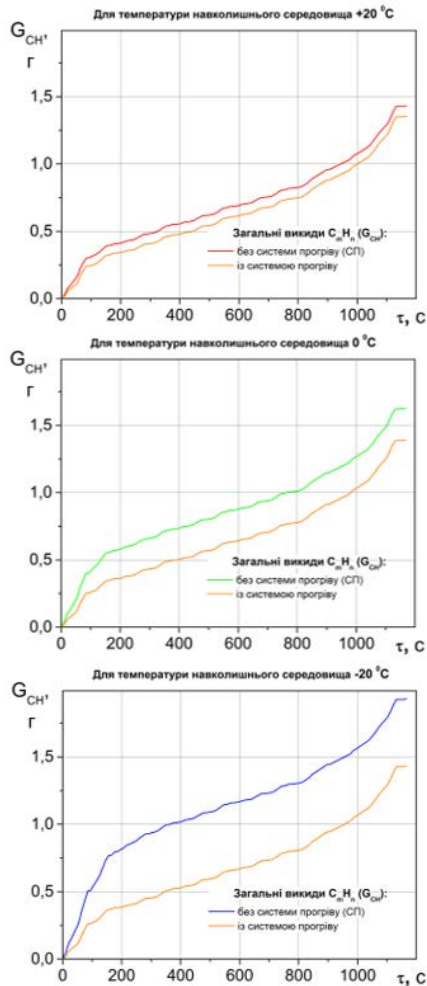 Для температури навколишнього середовища +20 °C
G_CH,
г
1,5
1,0
0,5
0,0
Загальні викиди C_mH_n (G_CH):
без системи прогріву (СП)
із системою прогріву
0 200 400 600 800 1000
τ, с
Для температури навколишнього середовища 0 °C
G_CH,
г
1,5
1,0
0,5
0,0
Загальні викиди C_mH_n (G_CH):
без системи прогріву (СП)
із системою прогріву
0 200 400 600 800 1000
τ, с
Для температури навколишнього середовища -20 °C
G_CH,
г
1,5
1,0
0,5
0,0
Загальні викиди C_mH_n (G_CH):
без системи прогріву (СП)
із системою прогріву
0 200 400 600 800 1000
τ, с